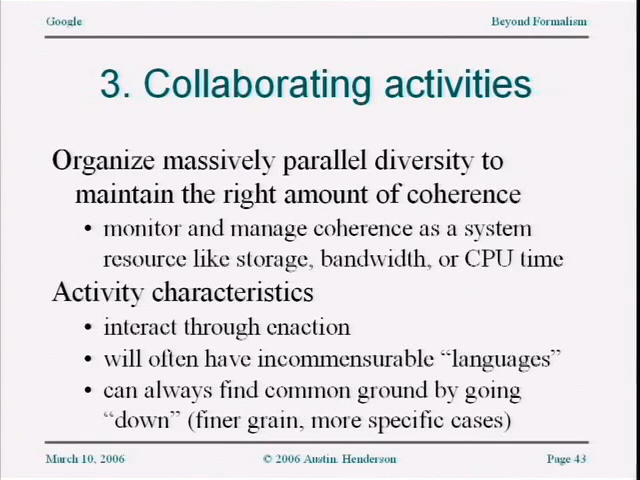 Google Beyond Formalism
3. Collaborating activities
Organize massively parallel diversity to
maintain the right amount of coherence
• monitor and manage coherence as a system
resource like storage, bandwidth, or CPU time
Activity characteristics
• interact through enaction
• will often have incommensurable “languages”
• can always find common ground by going
“down” (finer grain, more specific cases)
March 10, 2006 © 2006 Austin Henderson Page 43